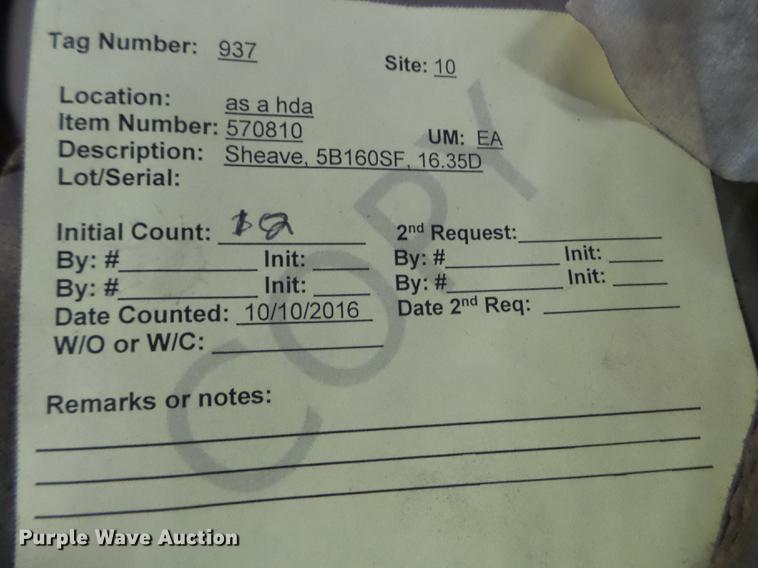 Tag Number: 937
Site: 10
Location: as a hda
Item Number: 570810 UM: EA
Description: Sheave, 5B160SF, 16.35D
Lot/Serial:
Initial Count: 2nd Request:
By: # Init: By: # Init:
By: # Init: By: # Init:
Date Counted: 10/10/2016 Date 2nd Req:
W/O or W/C:
COPY
Remarks or notes:
Purple Wave Auction